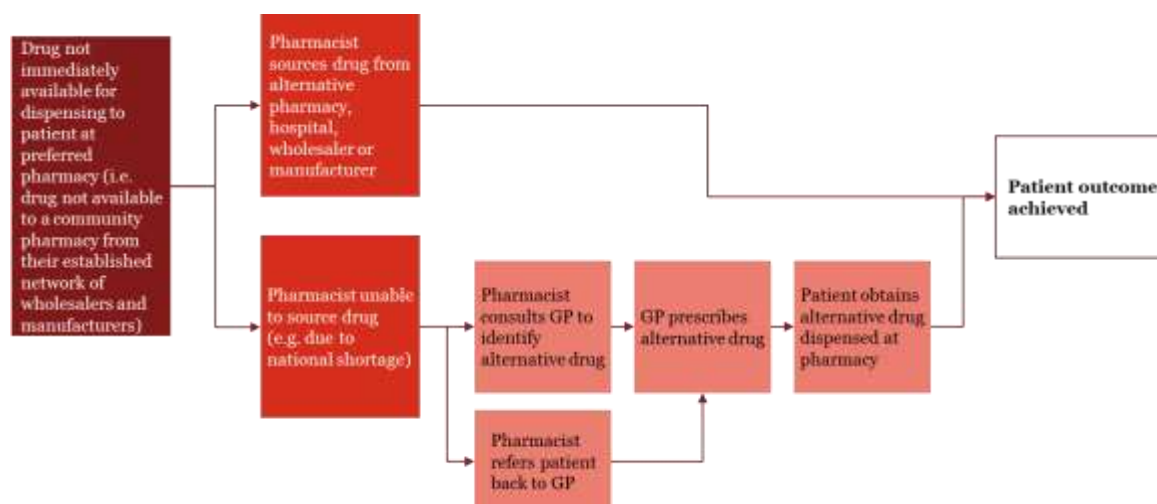 Drug not
immediately
available for
dispensing to
patient at
preferred
pharmacy (i.e.
drug not available
to a community
pharmacy from
their established
network of
wholesalers and
manufacturers)
Pharmacist
sources drug from
alternative
pharmacy,
hospital,
wholesaler or
manufacturer
Pharmacist unable
to source drug
(e.g. due to
national shortage)
Pharmacist
consults GP to
identify
alternative drug
Pharmacist
refers patient
back to GP
GP prescribes
alternative drug
Patient obtains
alternative drug
dispensed at
pharmacy
Patient outcome
achieved